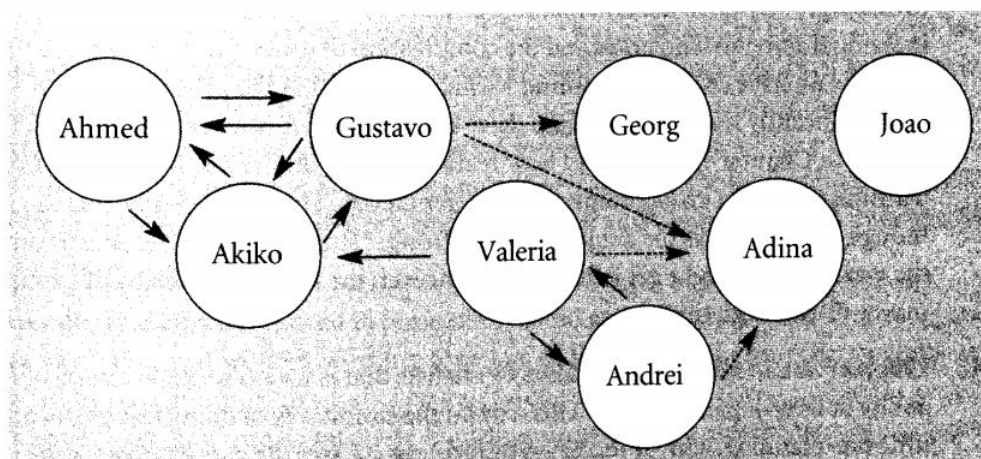 Ahmed
Gustavo
Georg
Joao
Akiko
Valeria
Adina
Andrei